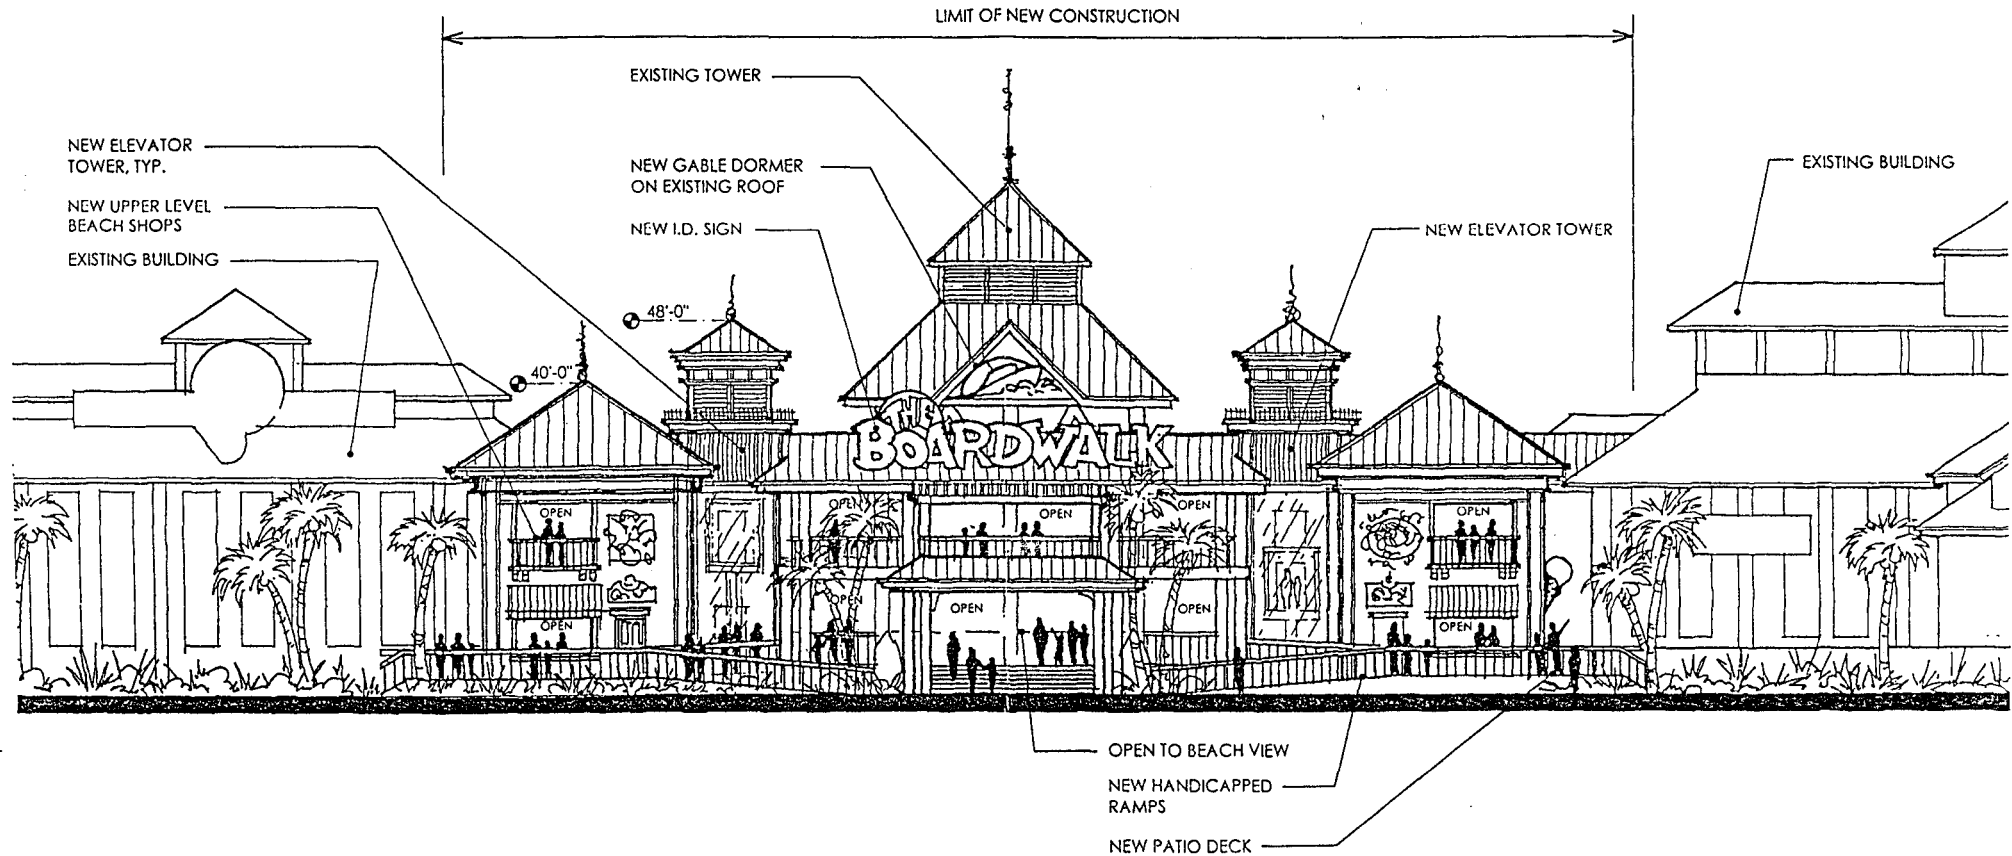 LIMIT OF NEW CONSTRUCTION
EXISTING TOWER
NEW ELEVATOR
TOWER, TYP.
NEW GABLE DORMER
ON EXISTING ROOF
EXISTING BUILDING
NEW UPPER LEVEL
BEACH SHOPS
NEW I.D. SIGN
NEW ELEVATOR TOWER
EXISTING BUILDING
48'-0"
40'-0"
THE
BOARDWALK
OPEN
OPEN
OPEN
OPEN
OPEN
OPEN
OPEN
OPEN
OPEN
OPEN
OPEN TO BEACH VIEW
NEW HANDICAPPED
RAMPS
NEW PATIO DECK